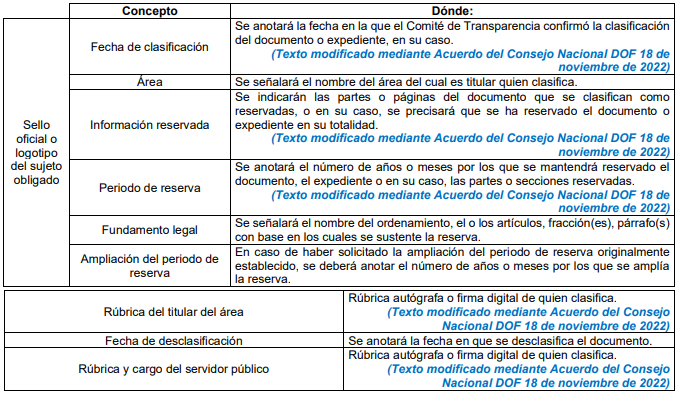 Concepto Dónde:
Sello oficial o logotipo del sujeto obligado
Fecha de clasificación
Se anotará la fecha en la que el Comité de Transparencia confirmó la clasificación
del documento o expediente, en su caso.
(Texto modificado mediante Acuerdo del Consejo Nacional DOF 18 de
noviembre de 2022)
Área
Se señalará el nombre del área del cual es titular quien clasifica.
Información reservada
Se indicarán las partes o páginas del documento que se clasifican como
reservadas, o en su caso, se precisará que se ha reservado el documento o
expediente en su totalidad.
(Texto modificado mediante Acuerdo del Consejo Nacional DOF 18 de
noviembre de 2022)
Periodo de reserva
Se anotará el número de años o meses por los que se mantendrá reservado el
documento, el expediente o en su caso, las partes o secciones reservadas.
(Texto modificado mediante Acuerdo del Consejo Nacional DOF 18 de
noviembre de 2022)
Fundamento legal
Se señalará el nombre del ordenamiento, el o los artículos, fracción(es), párrafo(s)
con base en los cuales se sustente la reserva.
Ampliación del periodo de
reserva
En caso de haber solicitado la ampliación del periodo de reserva originalmente
establecido, se deberá anotar el número de años o meses por los que se amplía
la reserva.
Rúbrica del titular del área
Rúbrica autógrafa o firma digital de quien clasifica.
(Texto modificado mediante Acuerdo del Consejo
Nacional DOF 18 de noviembre de 2022)
Fecha de desclasificación
Se anotará la fecha en que se desclasifica el documento.
Rúbrica y cargo del servidor público
Rúbrica autógrafa o firma digital de quien clasifica.
(Texto modificado mediante Acuerdo del Consejo
Nacional DOF 18 de noviembre de 2022)